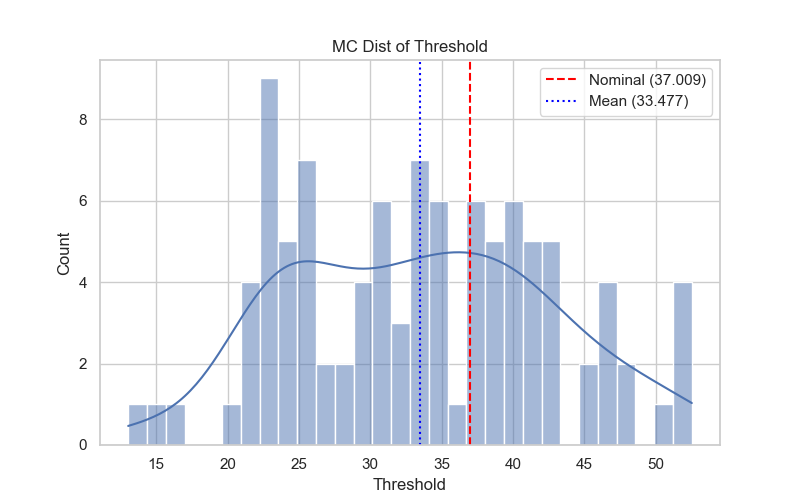 MC Dist of Threshold
Nominal (37.009)
Mean (33.477)
8
6
4
2
0
Count
15 20 25 30 35 40 45 50
Threshold